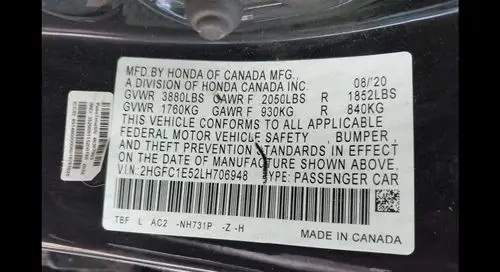 MFD.BY HONDA OF CANADA MFG.,
A DIVISION OF HONDA CANADA INC. 08/'20
GVWR 3880LBS GAWR F 2050LBS R 1852LBS
GVWR 1760KG GAWR F 930KG R 840KG
THIS VEHICLE CONFORMS TO ALL APPLICABLE
FEDERAL MOTOR VEHICLE SAFETY, BUMPER,
AND THEFT PREVENTION STANDARDS IN EFFECT
ON THE DATE OF MANUFACTURE SHOWN ABOVE.
V.I.N: 2HGFC1E52LH706948 TYPE: PASSENGER CAR
TBF L AC2 -NH731P -Z -H
MADE IN CANADA